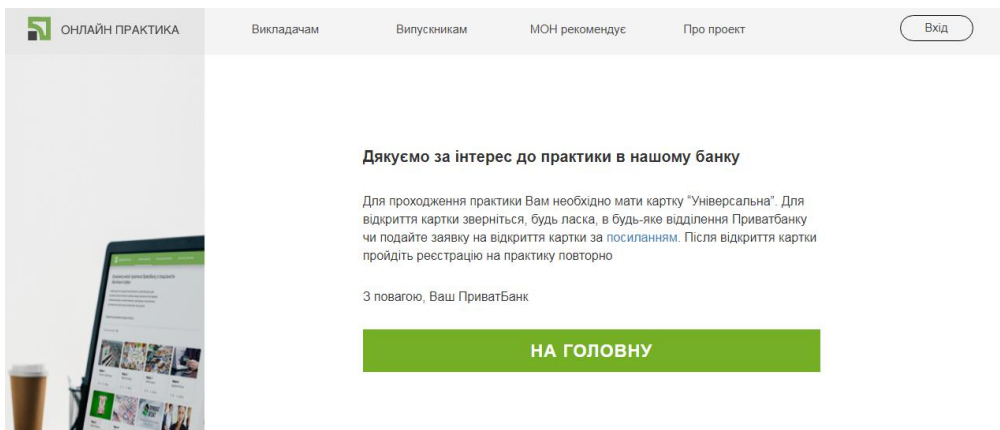 ОНЛАЙН ПРАКТИКА Викладачам Випускникам МОН рекомендує Про проект Вхід
Дякуємо за інтерес до практики в нашому банку
Для проходження практики Вам необхідно мати картку "Універсальна". Для
відкриття картки зверніться, будь ласка, в будь-яке відділення Приватбанку
чи подайте заявку на відкриття картки за посиланням. Після відкриття картки
пройдіть реєстрацію на практику повторно
З повагою, Ваш ПриватБанк
НА ГОЛОВНУ